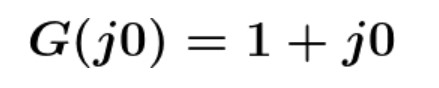 G(j0) = 1 + j0